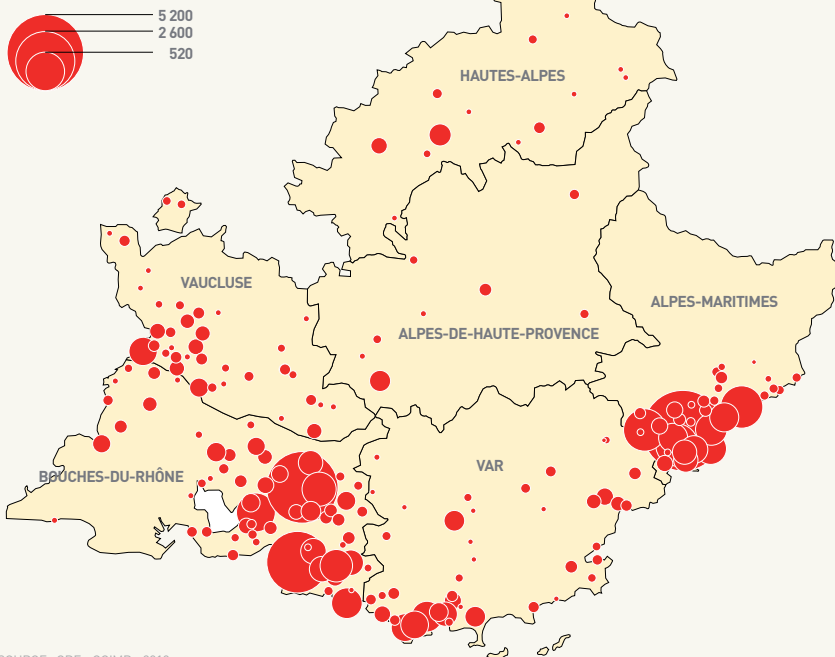 5 200
2 600
520
HAUTES-ALPES
VAUCLUSE
ALPES-MARITIMES
ALPES-DE-HAUTE-PROVENCE
VAR
BOUCHES-DU-RHÔNE